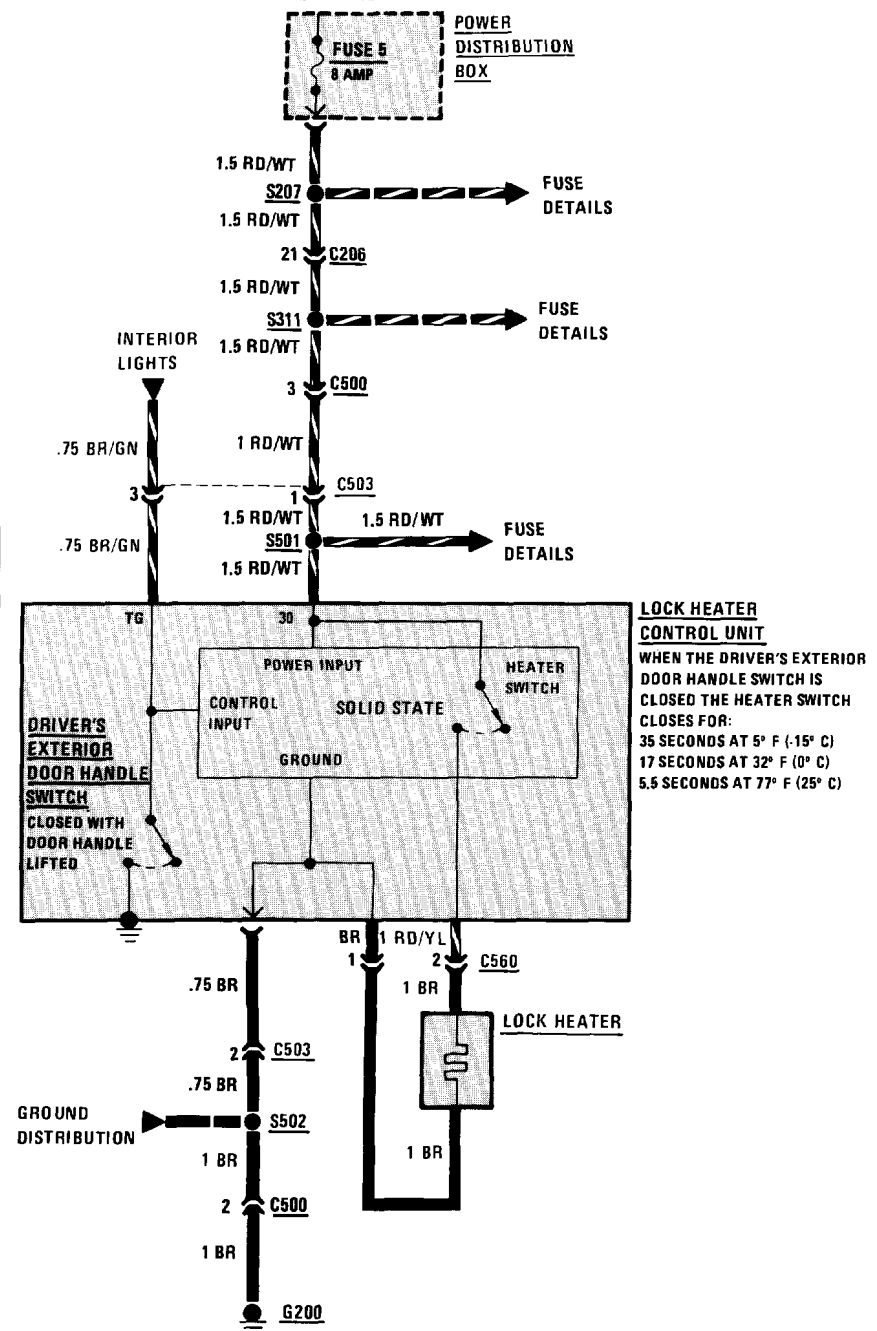 POWER
DISTRIBUTION
BOX
FUSE 5
8 AMP
1.5 RD/WT
S207
FUSE
DETAILS
1.5 RD/WT
21
C206
1.5 RD/WT
S311
FUSE
DETAILS
1.5 RD/WT
INTERIOR
LIGHTS
3
C500
.75 BR/GN
1 RD/WT
3
1
C503
1.5 RD/WT
1.5 RD/WT
.75 BR/GN
S501
FUSE
DETAILS
1.5 RD/WT
TG
30
LOCK HEATER
CONTROL UNIT
WHEN THE DRIVER'S EXTERIOR
DOOR HANDLE SWITCH IS
CLOSED THE HEATER SWITCH
CLOSES FOR:
35 SECONDS AT 5° F (-15° C)
17 SECONDS AT 32° F (0° C)
5.5 SECONDS AT 77° F (25° C)
POWER INPUT
HEATER
SWITCH
CONTROL
INPUT
SOLID STATE
GROUND
DRIVER'S
EXTERIOR
DOOR HANDLE
SWITCH
CLOSED WITH
DOOR HANDLE
LIFTED
BR
1 RD/YL
1
2
C560
.75 BR
1 BR
LOCK HEATER
2
C503
.75 BR
GROUND
DISTRIBUTION
S502
1 BR
1 BR
2
C500
1 BR
G200